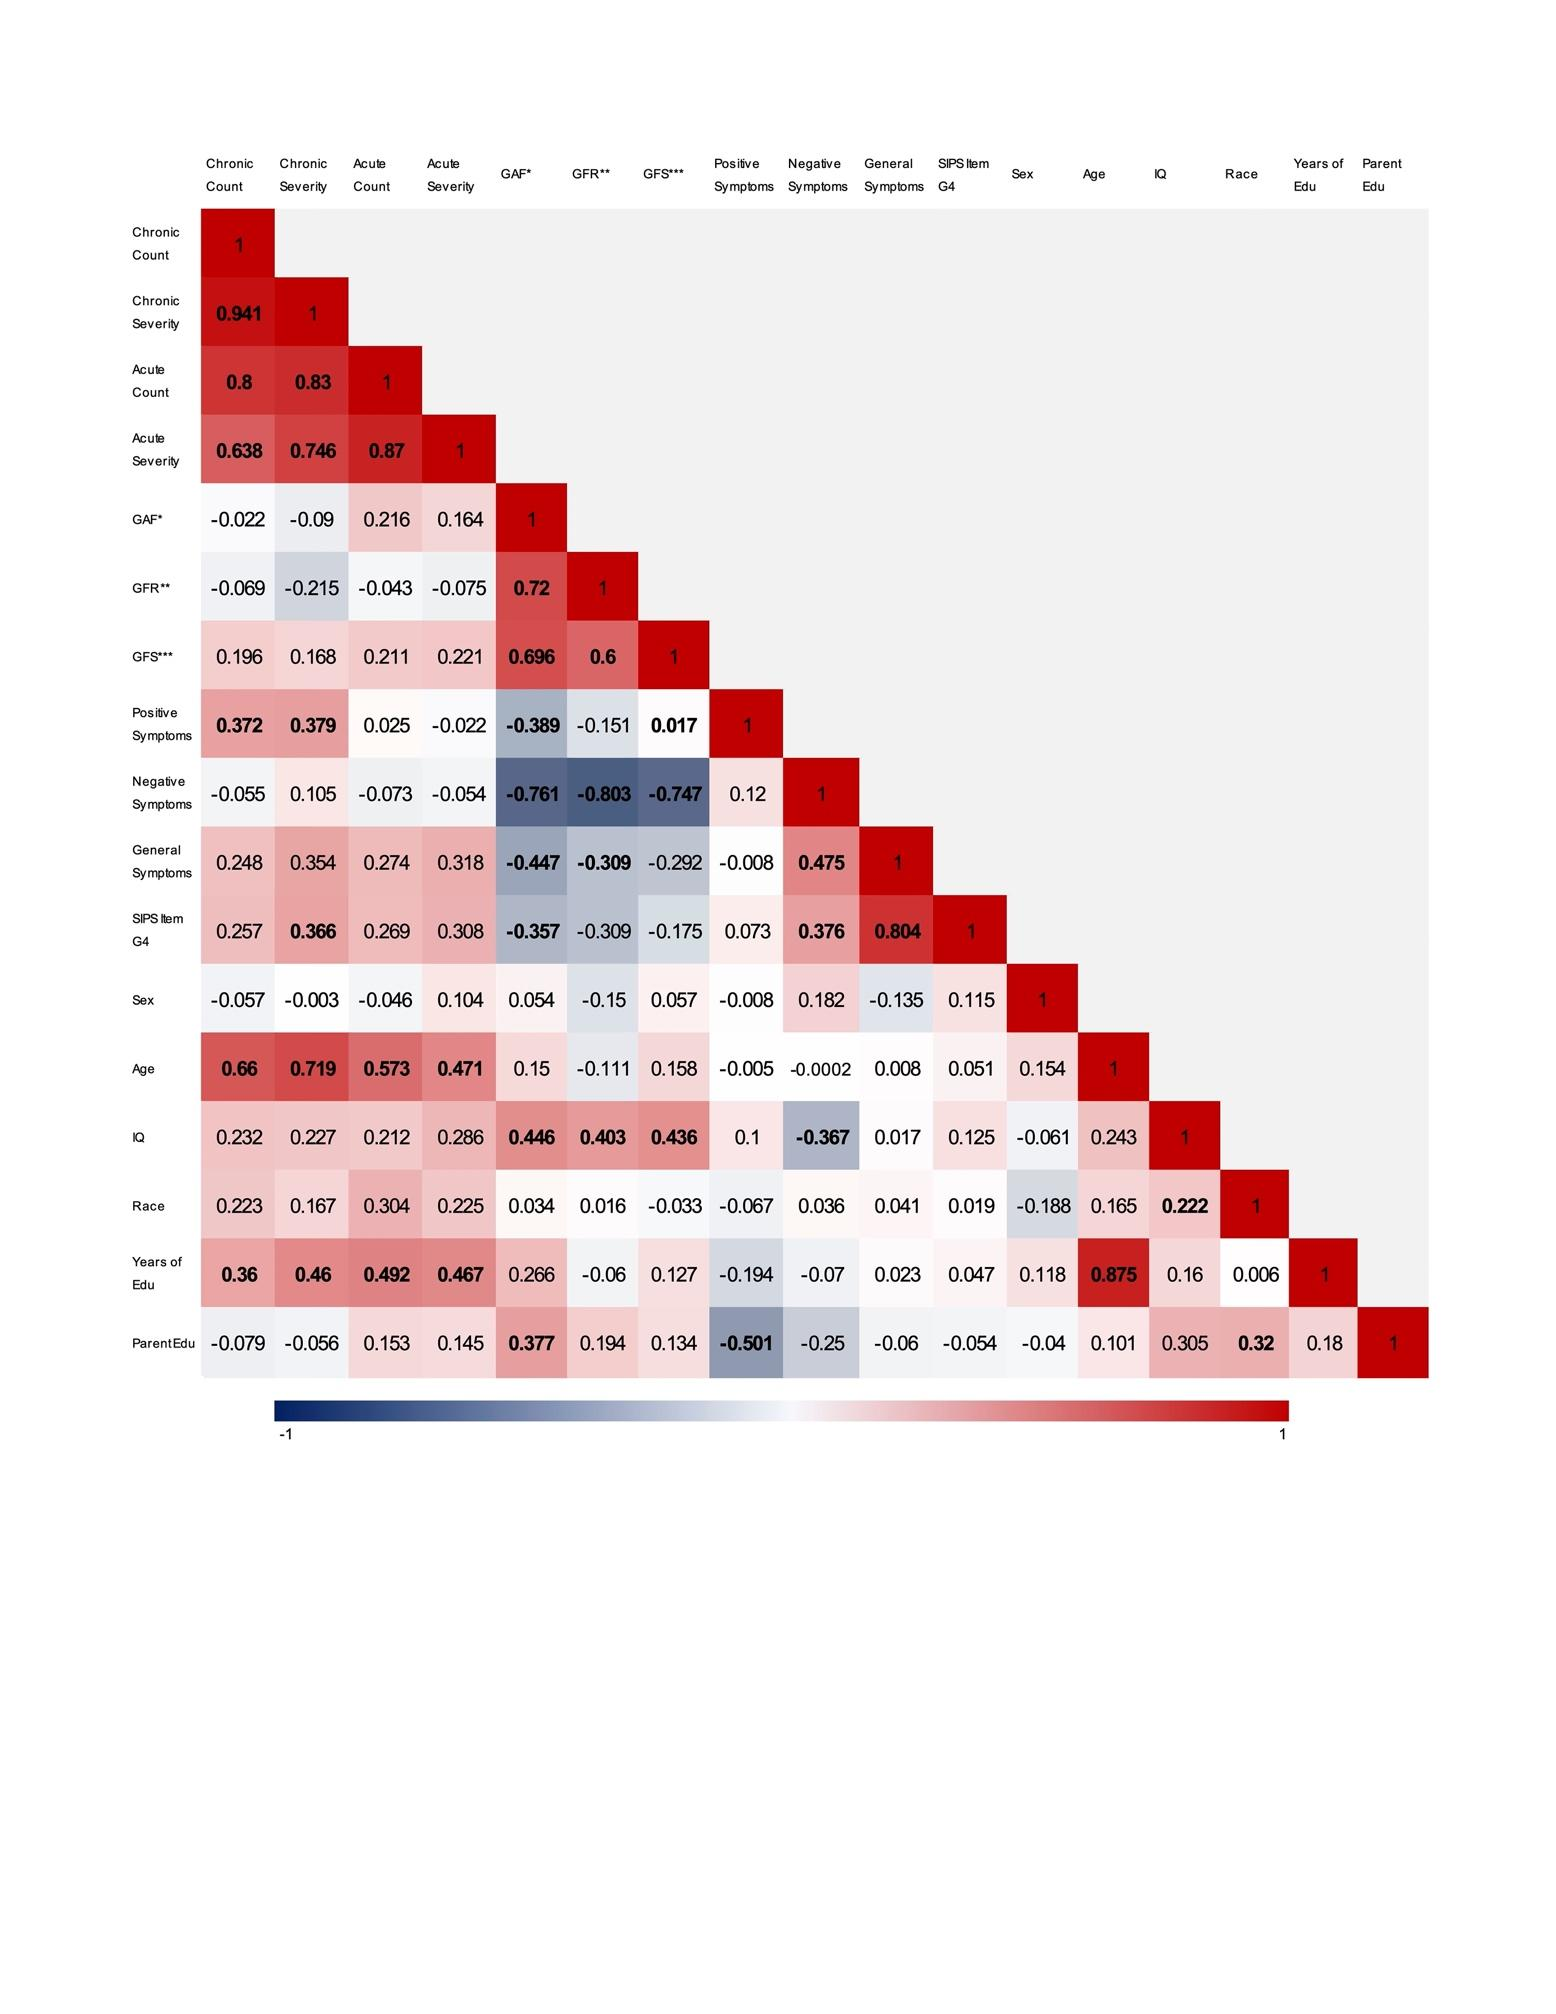 Chronic Count Chronic Severity Acute Count Acute Severity GAF* GFR** GFS*** Positive Symptoms Negative Symptoms General Symptoms SIPS Item G4 Sex Age IQ Race Years of Edu Parent Edu
Chronic Count 1
Chronic Severity 0.941 1
Acute Count 0.8 0.83 1
Acute Severity 0.638 0.746 0.87 1
GAF* -0.022 -0.09 0.216 0.164 1
GFR** -0.069 -0.215 -0.043 -0.075 0.72 1
GFS*** 0.196 0.168 0.211 0.221 0.696 0.6 1
Positive Symptoms 0.372 0.379 0.025 -0.022 -0.389 -0.151 0.017 1
Negative Symptoms -0.055 0.105 -0.073 -0.054 -0.761 -0.803 -0.747 0.12 1
General Symptoms 0.248 0.354 0.274 0.318 -0.447 -0.309 -0.292 -0.008 0.475 1
SIPS Item G4 0.257 0.366 0.269 0.308 -0.357 -0.309 -0.175 0.073 0.376 0.804 1
Sex -0.057 -0.003 -0.046 0.104 0.054 -0.15 0.057 -0.008 0.182 -0.135 0.115 1
Age 0.66 0.719 0.573 0.471 0.15 -0.111 0.158 -0.005 -0.0002 0.008 0.051 0.154 1
IQ 0.232 0.227 0.212 0.286 0.446 0.403 0.436 0.1 -0.367 0.017 0.125 -0.061 0.243 1
Race 0.223 0.167 0.304 0.225 0.034 0.016 -0.033 -0.067 0.036 0.041 0.019 -0.188 0.165 0.222 1
Years of Edu 0.36 0.46 0.492 0.467 0.266 -0.06 0.127 -0.194 -0.07 0.023 0.047 0.118 0.875 0.16 0.006 1
Parent Edu -0.079 -0.056 0.153 0.145 0.377 0.194 0.134 -0.501 -0.25 -0.06 -0.054 -0.04 0.101 0.305 0.32 0.18 1
-1 1